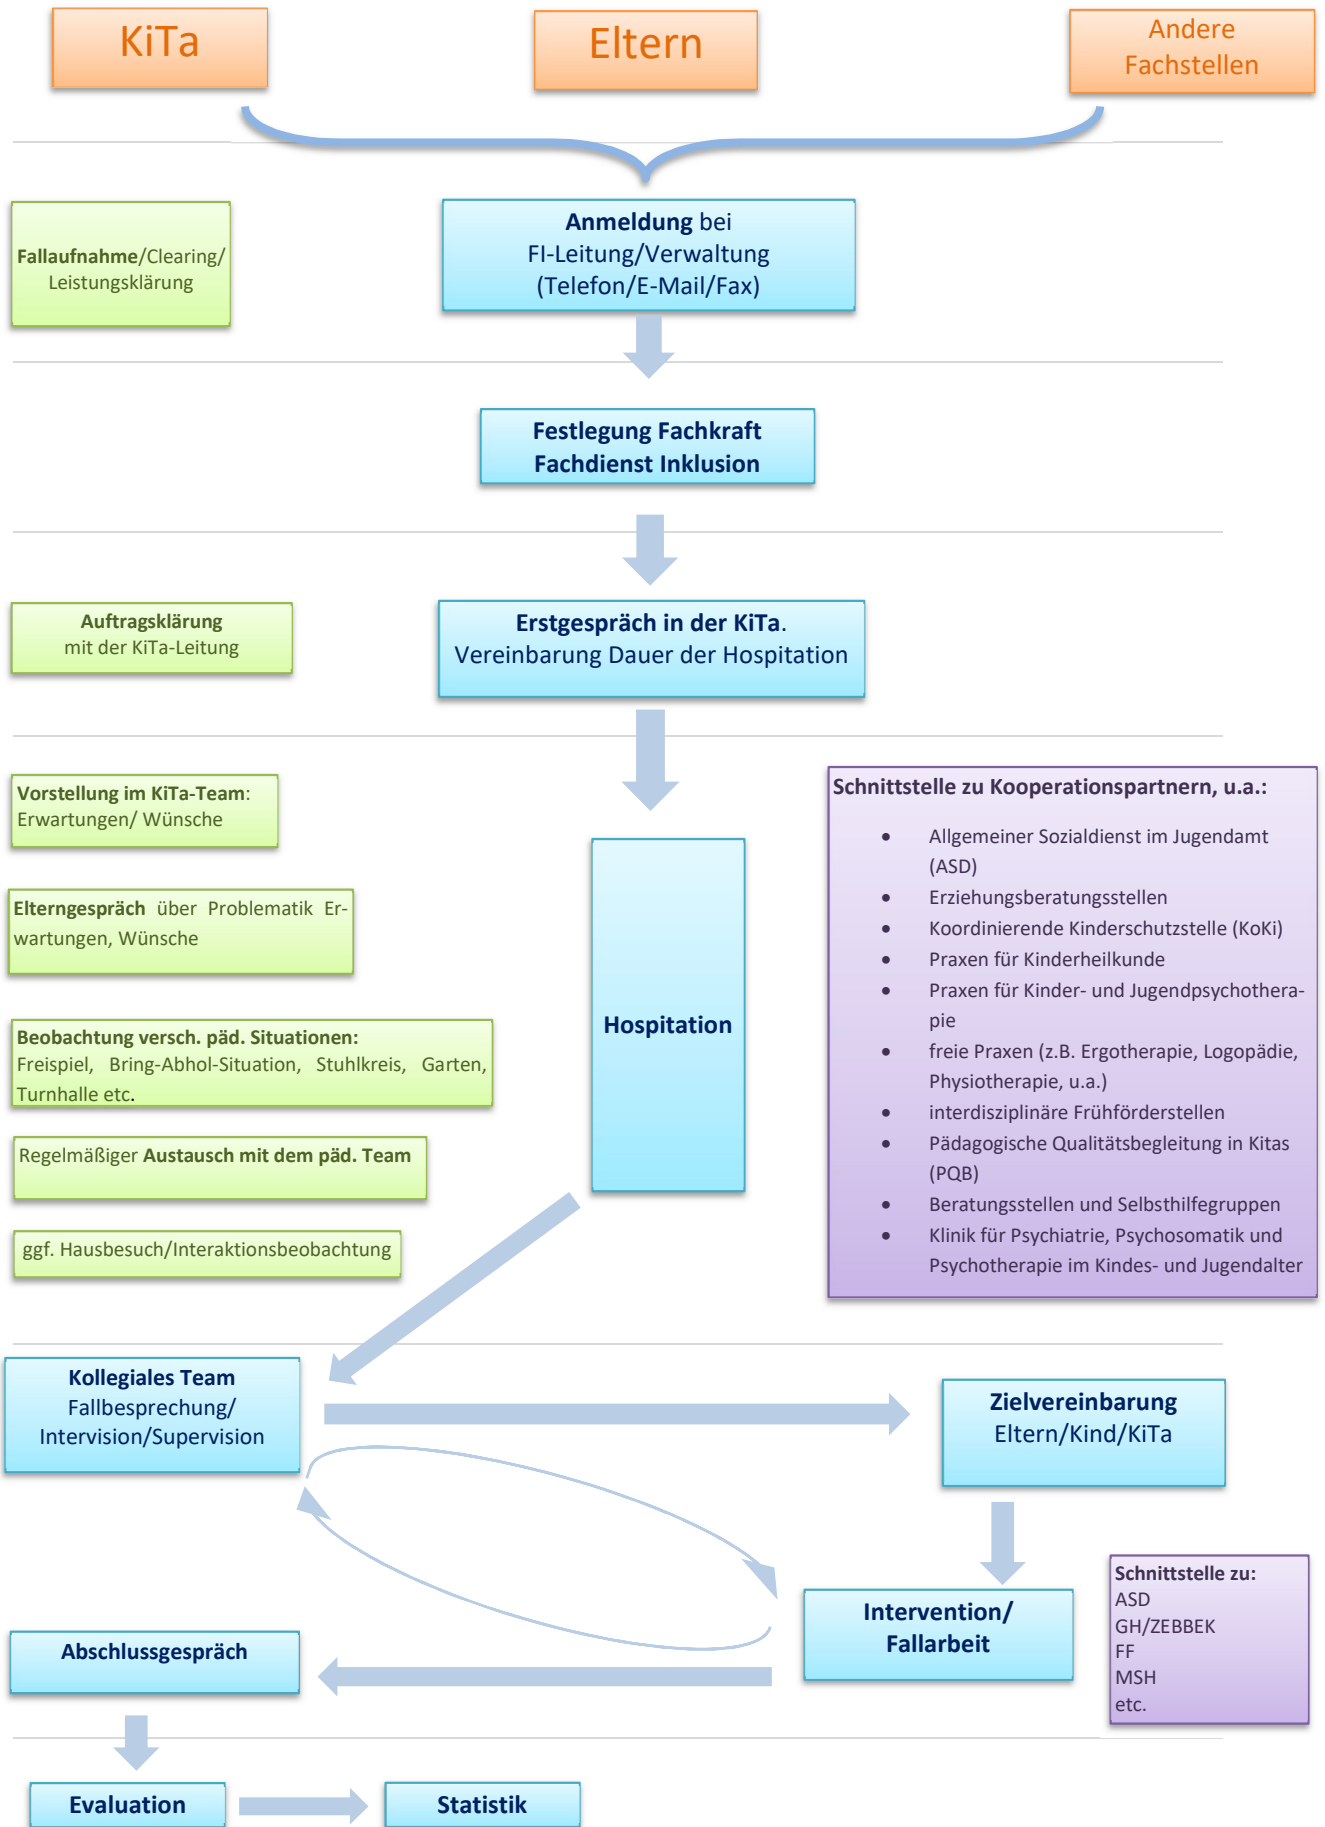 KiTa
Eltern
Andere
Fachstellen
Fallaufnahme/Clearing/
Leistungsklärung
Anmeldung bei
FI-Leitung/Verwaltung
(Telefon/E-Mail/Fax)
Festlegung Fachkraft
Fachdienst Inklusion
Auftragsklärung
mit der KiTa-Leitung
Erstgespräch in der KiTa.
Vereinbarung Dauer der Hospitation
Vorstellung im KiTa-Team:
Erwartungen/ Wünsche
Elterngespräch über Problematik Er-
wartungen, Wünsche
Beobachtung versch. päd. Situationen:
Freispiel, Bring-Abhol-Situation, Stuhlkreis, Garten,
Turnhalle etc.
Regelmäßiger Austausch mit dem päd. Team
ggf. Hausbesuch/Interaktionsbeobachtung
Hospitation
Schnittstelle zu Kooperationspartnern, u.a.:
• Allgemeiner Sozialdienst im Jugendamt
(ASD)
• Erziehungsberatungsstellen
• Koordinierende Kinderschutzstelle (KoKi)
• Praxen für Kinderheilkunde
• Praxen für Kinder- und Jugendpsychothera-
pie
• freie Praxen (z.B. Ergotherapie, Logopädie,
Physiotherapie, u.a.)
• interdisziplinäre Frühförderstellen
• Pädagogische Qualitätsbegleitung in Kitas
(PQB)
• Beratungsstellen und Selbsthilfegruppen
• Klinik für Psychiatrie, Psychosomatik und
Psychotherapie im Kindes- und Jugendalter
Kollegiales Team
Fallbesprechung/
Intervision/Supervision
Zielvereinbarung
Eltern/Kind/KiTa
Intervention/
Fallarbeit
Schnittstelle zu:
ASD
GH/ZEBBEK
FF
MSH
etc.
Abschlussgespräch
Evaluation
Statistik